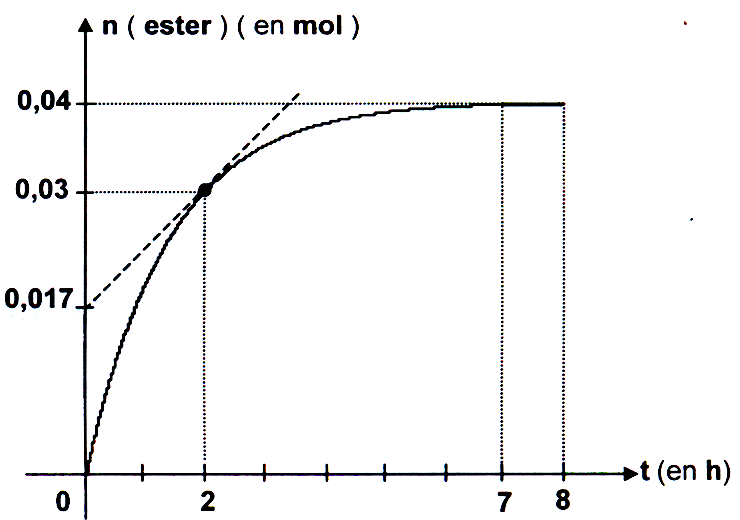 n ( ester ) ( en mol )
0,04
0,03
0,017
0 2 7 8 t (en h)